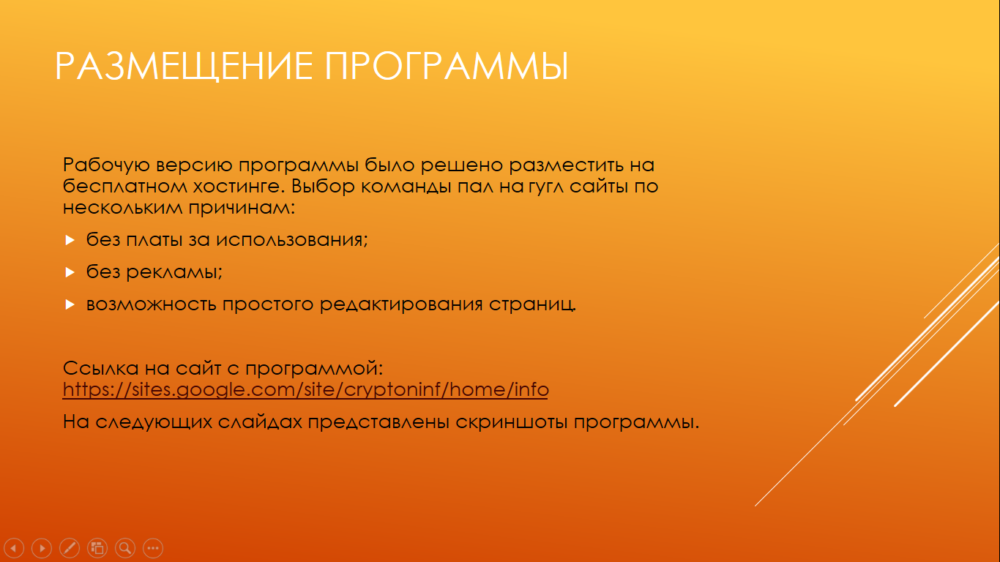 РАЗМЕЩЕНИЕ ПРОГРАММЫ
Рабочую версию программы было решено разместить на
бесплатном хостинге. Выбор команды пал на гугл сайты по
нескольким причинам:
без платы за использования;
без рекламы;
возможность простого редактирования страниц.
Ссылка на сайт с программой:
https://sites.google.com/site/cryptoninf/home/info
На следующих слайдах представлены скриншоты программы.